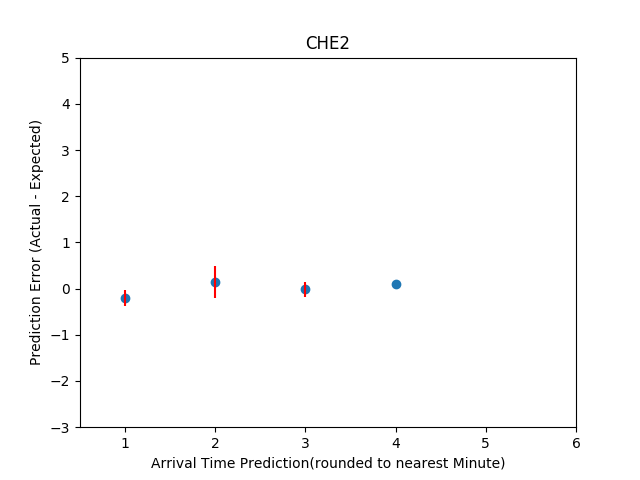 CHE2
5
4
3
2
1
0
−1
−2
−3
Prediction Error (Actual - Expected)
1 2 3 4 5 6
Arrival Time Prediction(rounded to nearest Minute)